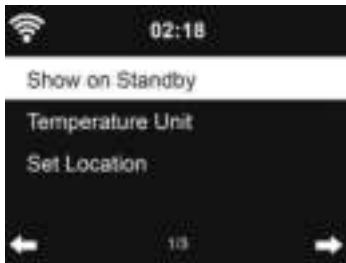 02:18
Show on Standby
Temperature Unit
Set Location
1/3